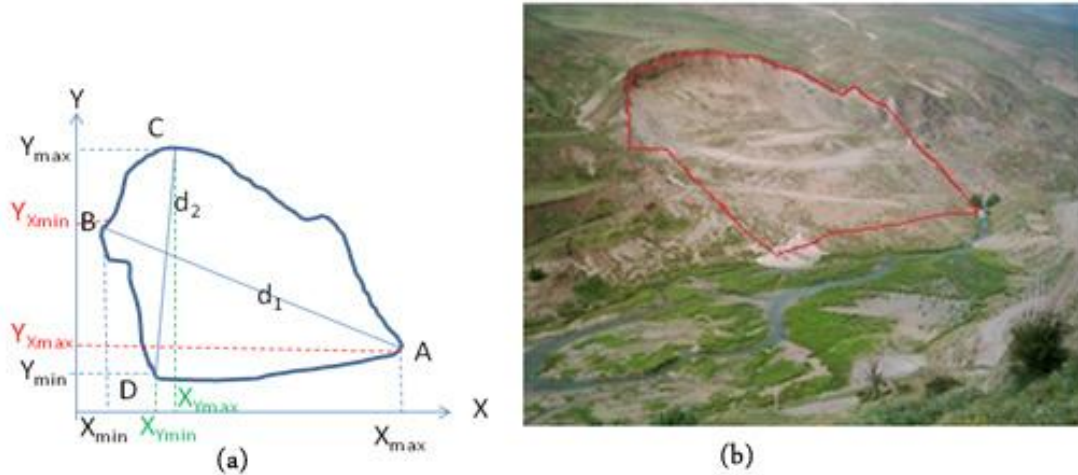 Y
C
Ymax
d2
YXmin
B
d1
YXmax
A
Ymin
D
XYmax
X
Xmin
XYmin
Xmax
(a)
(b)